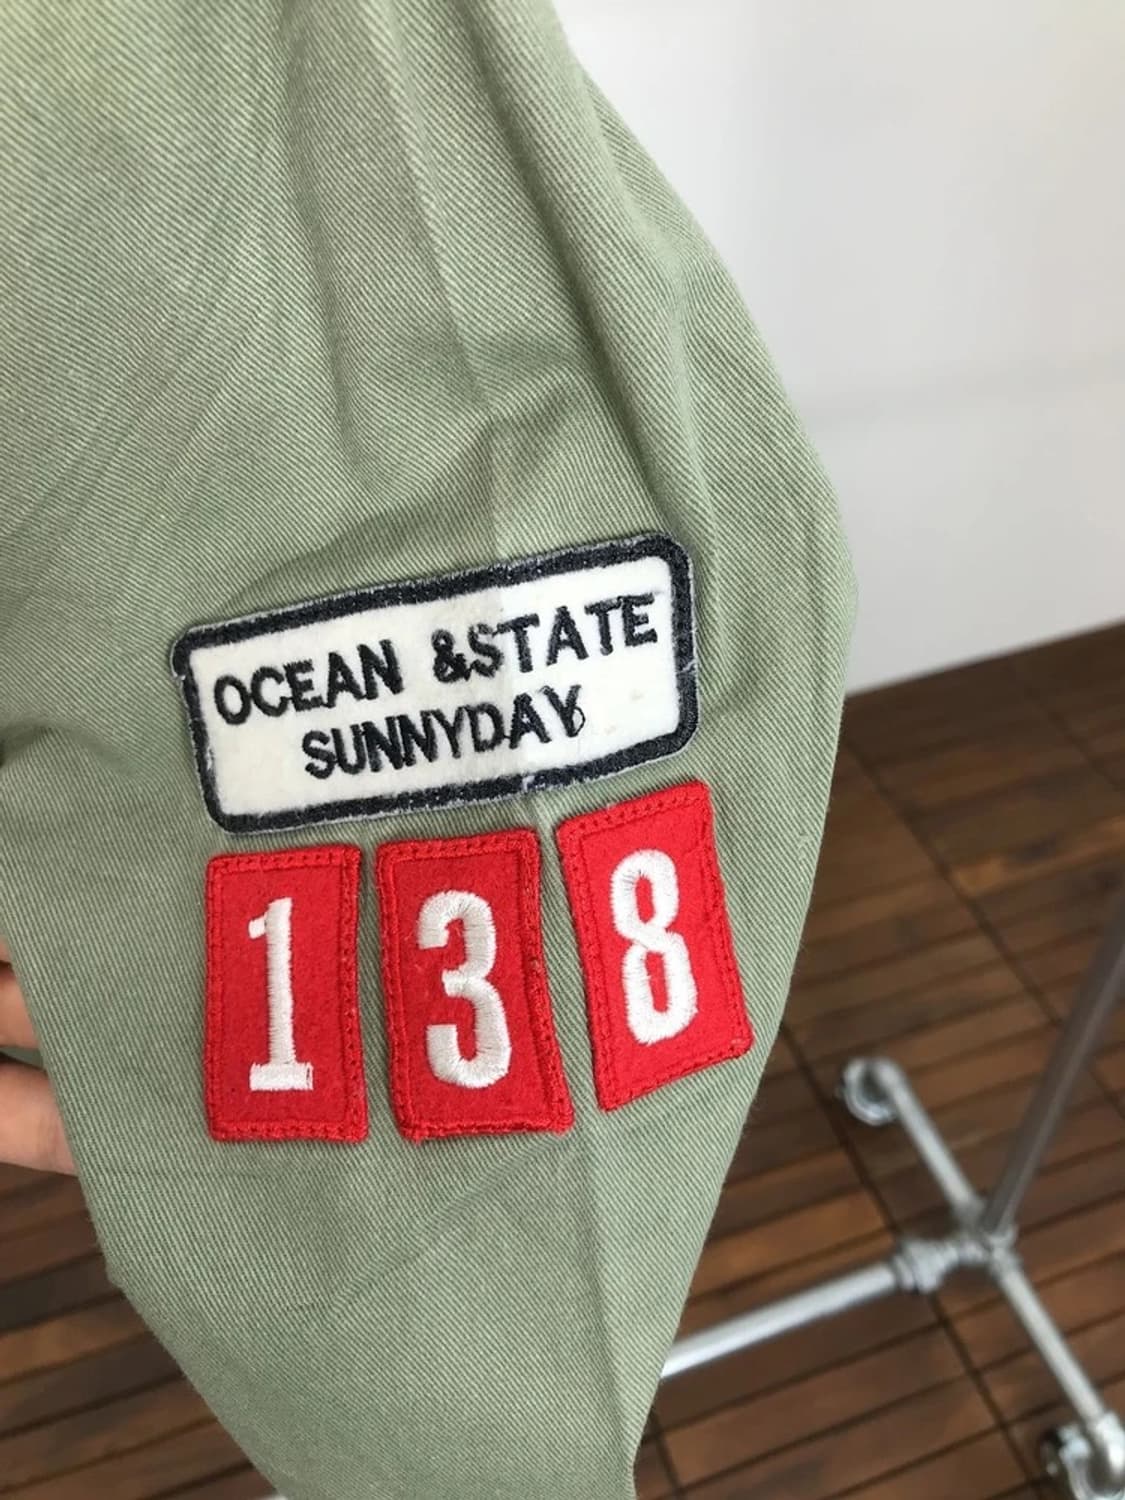 OCEAN &STATE
SUNNYDAY
138